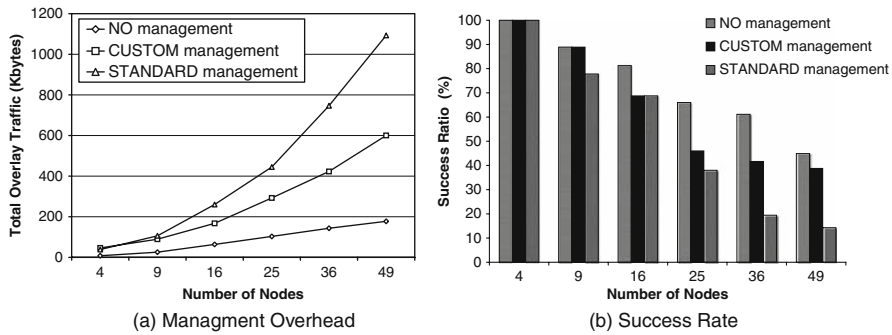 1200
1000
800
600
400
200
0
Total Overlay Traffic (Kbytes)
NO management
CUSTOM management
STANDARD management
4 9 16 25 36 49
Number of Nodes
(a) Managment Overhead
100
90
80
70
60
50
40
30
20
10
0
Success Ratio (%)
NO management
CUSTOM management
STANDARD management
4 9 16 25 36 49
Number of Nodes
(b) Success Rate